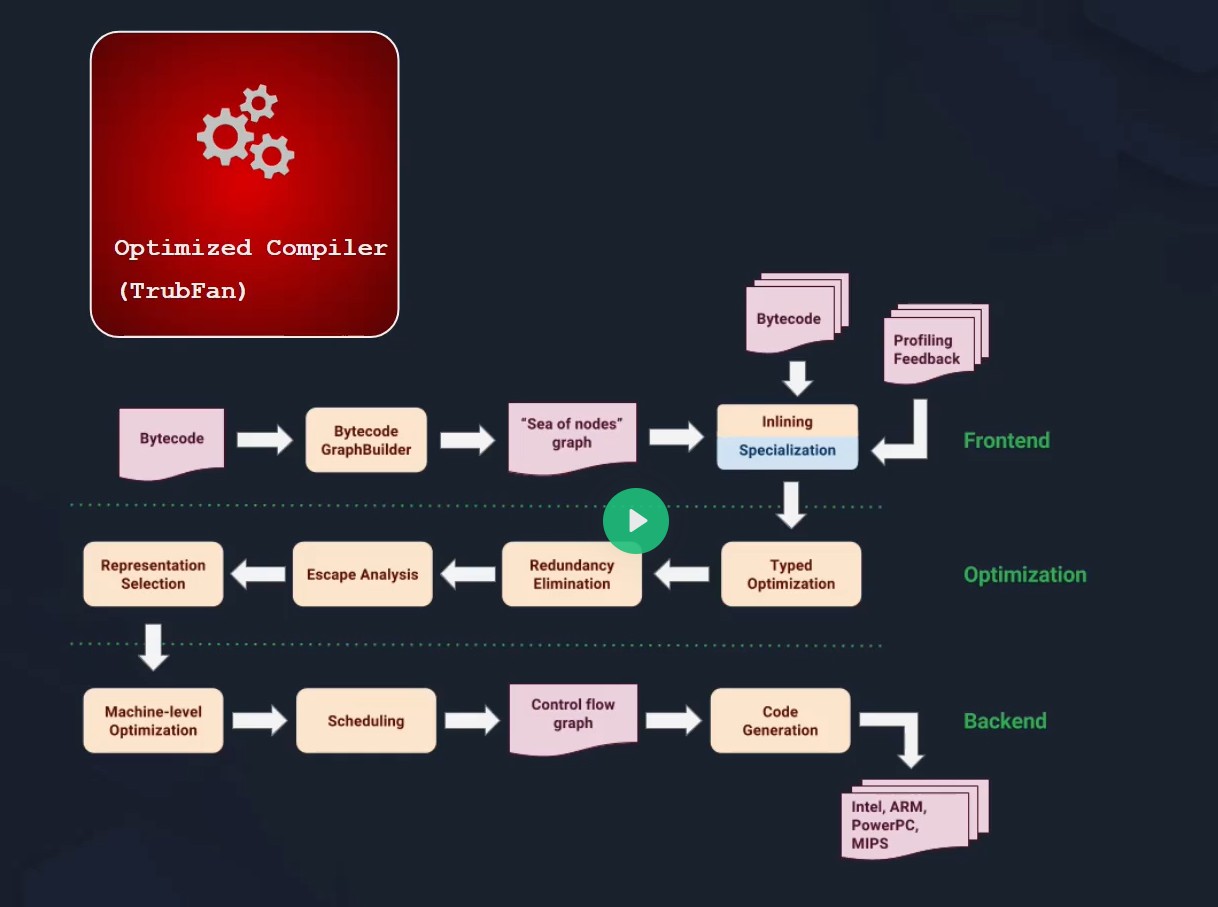 Optimized Compiler
(TrubFan)
Bytecode
Profiling
Feedback
Bytecode
Bytecode
GraphBuilder
“Sea of nodes”
graph
Inlining
Specialization
Frontend
Representation
Selection
Escape Analysis
Redundancy
Elimination
Typed
Optimization
Optimization
Machine-level
Optimization
Scheduling
Control flow
graph
Code
Generation
Backend
Intel, ARM,
PowerPC,
MIPS